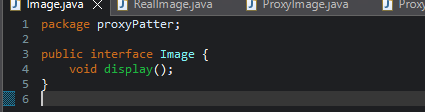 Image.java X RealImage.java ProxyImage.java Proxy
1 package proxyPatter;
2
3 public interface Image {
4 void display();
5 }
6